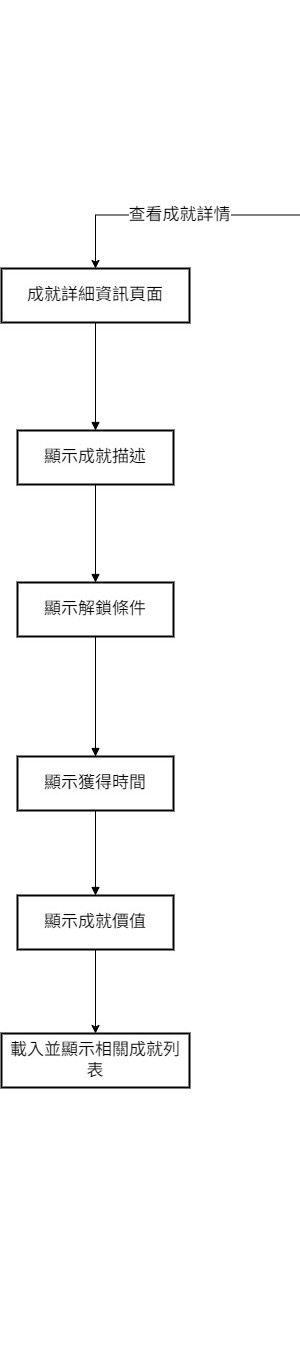 查看成就詳情
成就詳細資訊頁面
顯示成就描述
顯示解鎖條件
顯示獲得時間
顯示成就價值
載入並顯示相關成就列
表